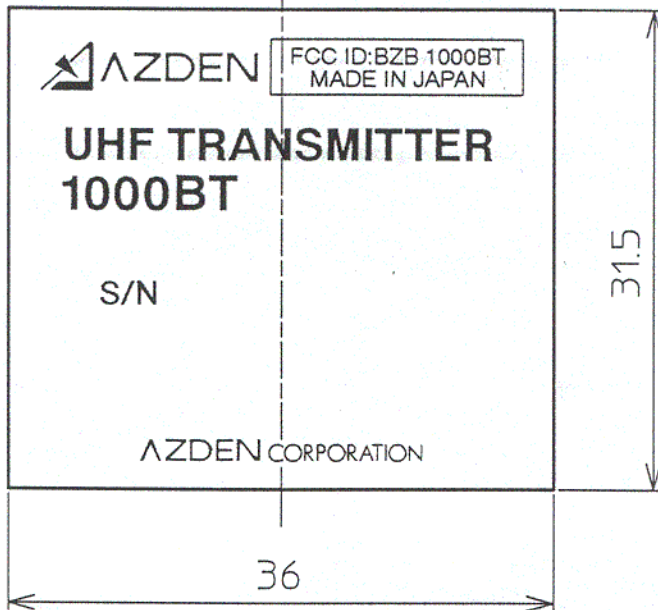 AZDEN
FCC ID:BZB 1000BT
MADE IN JAPAN
UHF TRANSMITTER
1000BT
S/N
AZDEN CORPORATION
31.5
36